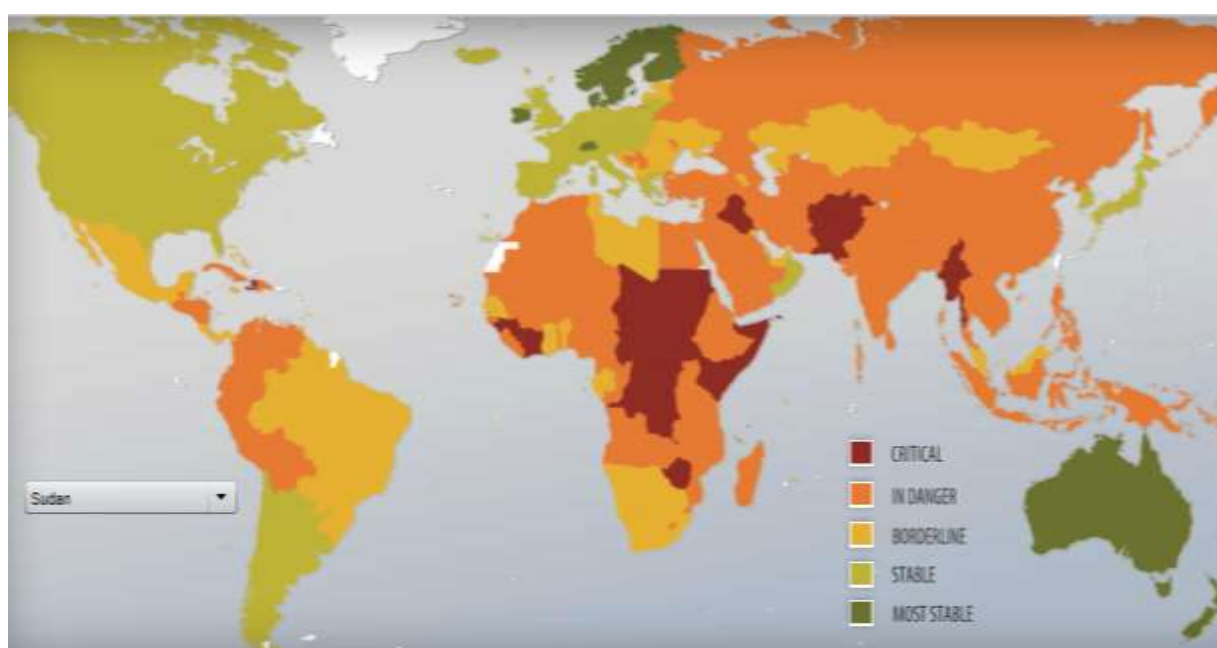 Sudan
CRITICAL
IN DANGER
BORDERLINE
STABLE
MOST STABLE